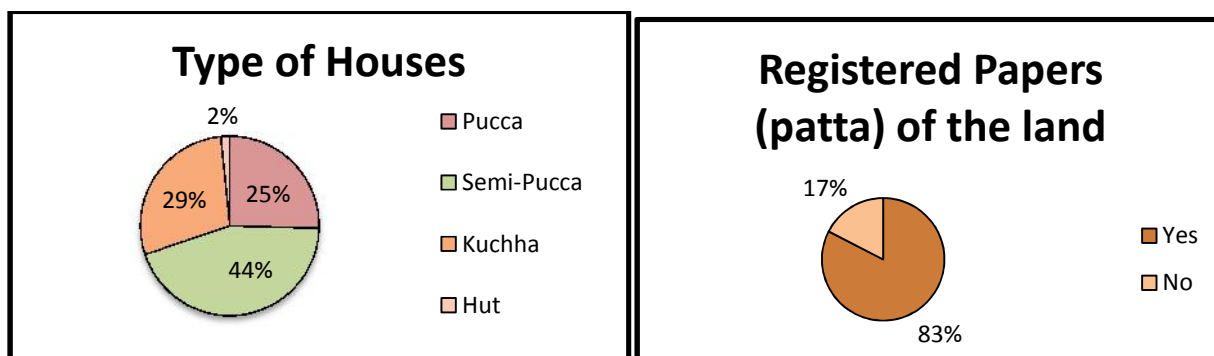 Type of Houses
2%
25%
29%
44%
Pucca
Semi-Pucca
Kuchha
Hut
Registered Papers
(patta) of the land
17%
83%
Yes
No